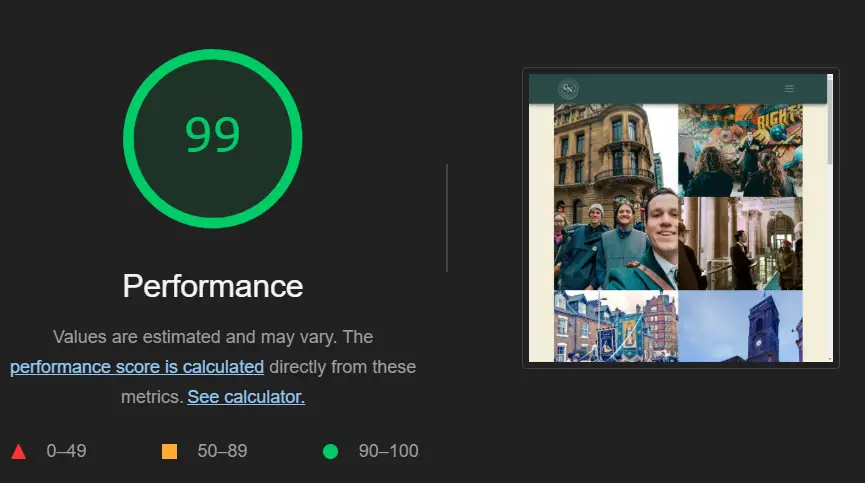 99
Performance
Values are estimated and may vary. The
performance score is calculated directly from these
metrics. See calculator.
0–49
50–89
90–100
RIGHT